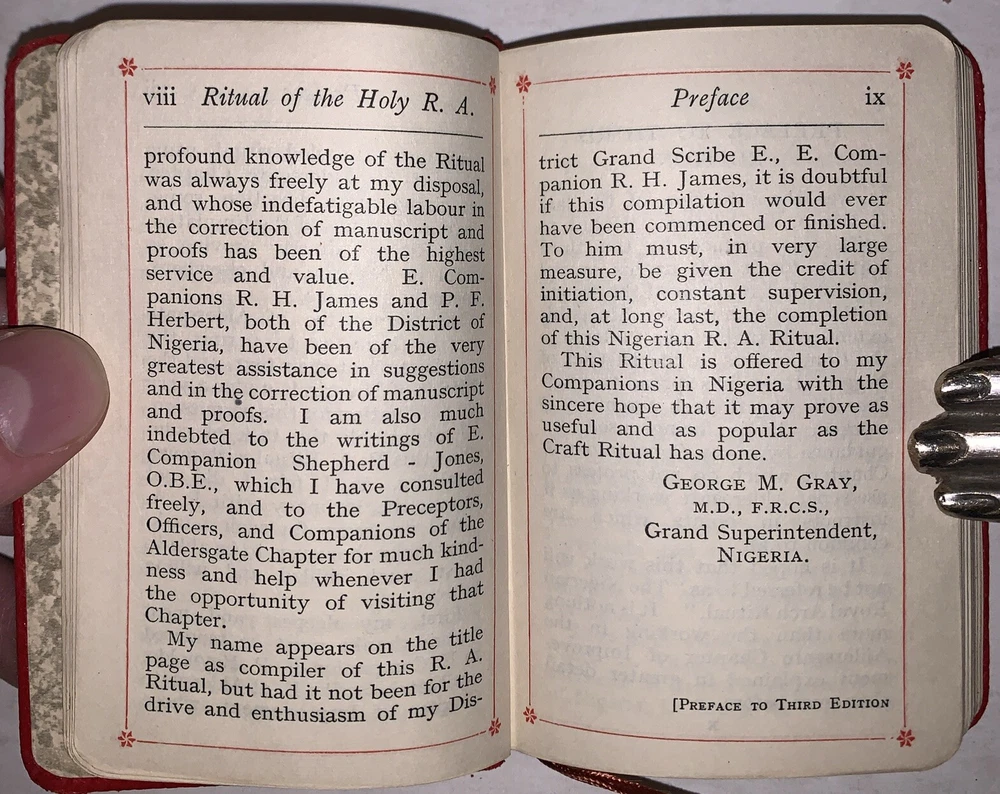 viii Ritual of the Holy R. A.
profound knowledge of the Ritual
was always freely at my disposal,
and whose indefatigable labour in
the correction of manuscript and
proofs has been of the highest
service and value. E. Com-
panions R. H. James and P. F.
Herbert, both of the District of
Nigeria, have been of the very
greatest assistance in suggestions
and in the correction of manuscript
and proofs. I am also much
indebted to the writings of E.
Companion Shepherd - Jones,
O.B.E., which I have consulted
freely, and to the Preceptors,
Officers, and Companions of the
Aldersgate Chapter for much kind-
ness and help whenever I had
the opportunity of visiting that
Chapter.
My name appears on the title
page as compiler of this R. A.
Ritual, but had it not been for the
drive and enthusiasm of my Dis-
Preface ix
trict Grand Scribe E., E. Com-
panion R. H. James, it is doubtful
if this compilation would ever
have been commenced or finished.
To him must, in very large
measure, be given the credit of
initiation, constant supervision,
and, at long last, the completion
of this Nigerian R. A. Ritual.
This Ritual is offered to my
Companions in Nigeria with the
sincere hope that it may prove as
useful and as popular as the
Craft Ritual has done.
GEORGE M. GRAY,
M.D., F.R.C.S.,
Grand Superintendent,
NIGERIA.
[PREFACE TO THIRD EDITION